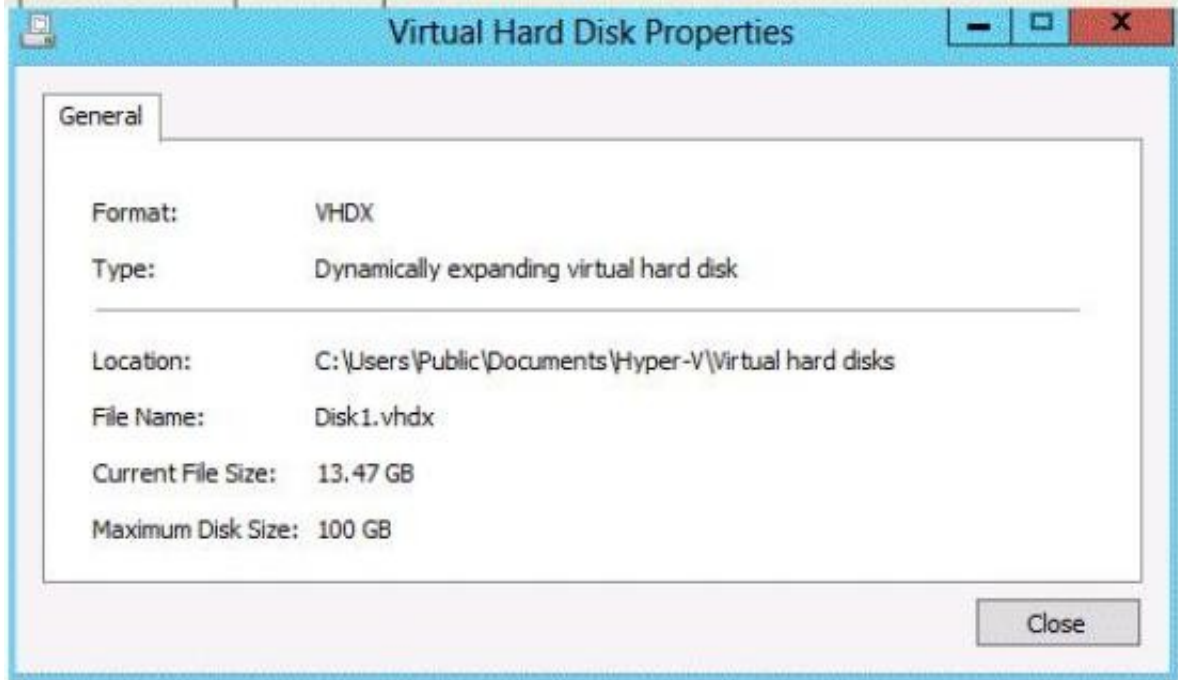 Virtual Hard Disk Properties
General
Format: VHDX
Type: Dynamically expanding virtual hard disk
Location: C:\Users\Public\Documents\Hyper-V\Virtual hard disks
File Name: Disk1.vhdx
Current File Size: 13.47 GB
Maximum Disk Size: 100 GB
Close